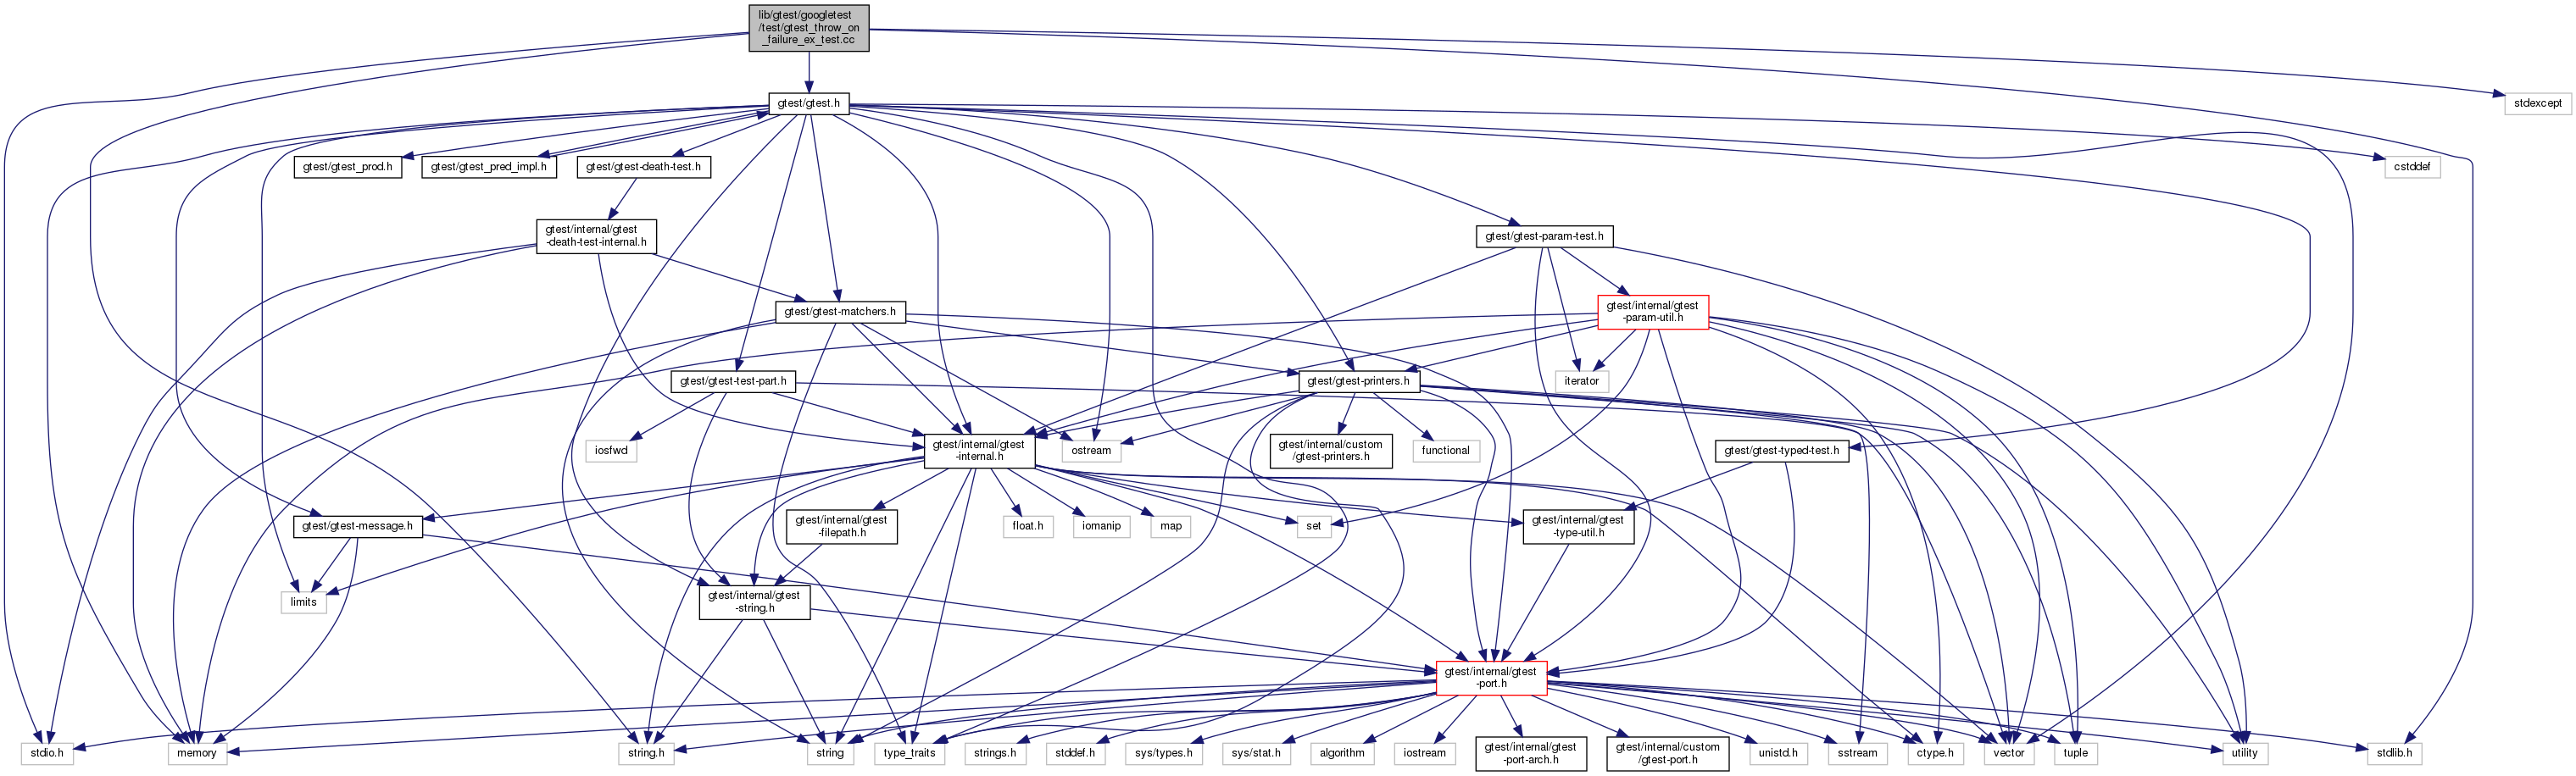 lib/gtest/googletest
/test/gtest_throw_on
_failure_ex_test.cc
gtest/gtest.h
stdexcept
gtest/gtest_prod.h
gtest/gtest_pred_impl.h
gtest/gtest-death-test.h
cstddef
gtest/internal/gtest
-death-test-internal.h
gtest/gtest-param-test.h
gtest/gtest-matchers.h
gtest/internal/gtest
-param-util.h
gtest/gtest-test-part.h
gtest/gtest-printers.h
iterator
iosfwd
gtest/internal/gtest
-internal.h
ostream
gtest/internal/custom
/gtest-printers.h
functional
gtest/gtest-typed-test.h
gtest/gtest-message.h
gtest/internal/gtest
-filepath.h
float.h
iomanip
map
set
gtest/internal/gtest
-type-util.h
limits
gtest/internal/gtest
-string.h
gtest/internal/gtest
-port.h
stdio.h
memory
string.h
string
type_traits
strings.h
stddef.h
sys/types.h
sys/stat.h
algorithm
iostream
gtest/internal/gtest
-port-arch.h
gtest/internal/custom
/gtest-port.h
unistd.h
sstream
ctype.h
vector
tuple
utility
stdlib.h